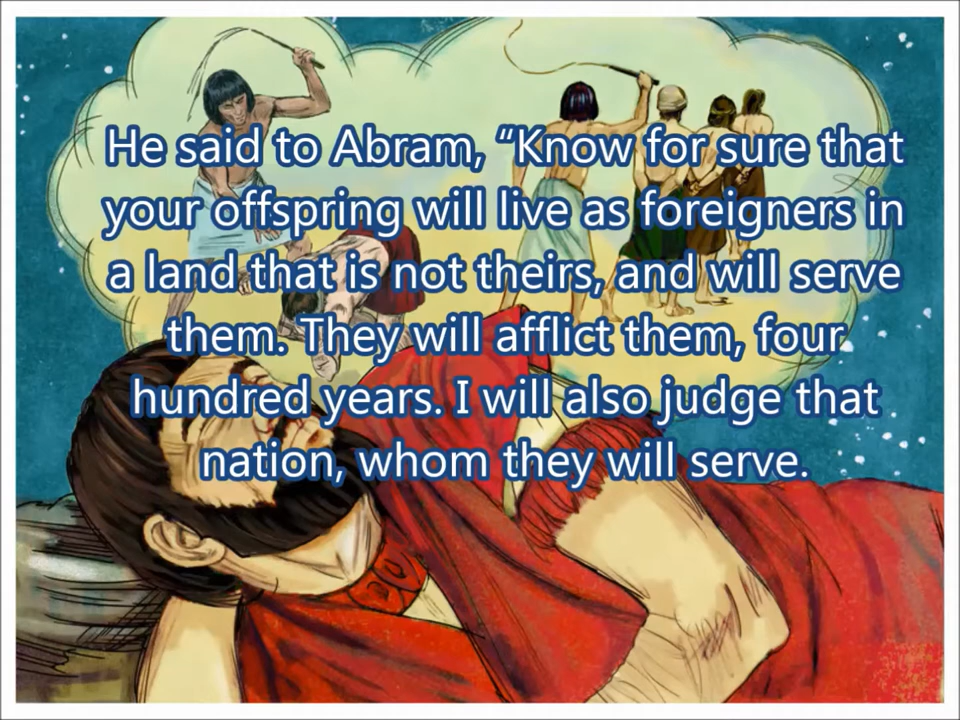 He said to Abram, “Know for sure that
your offspring will live as foreigners in
a land that is not theirs, and will serve
them. They will afflict them, four
hundred years. I will also judge that
nation, whom they will serve.